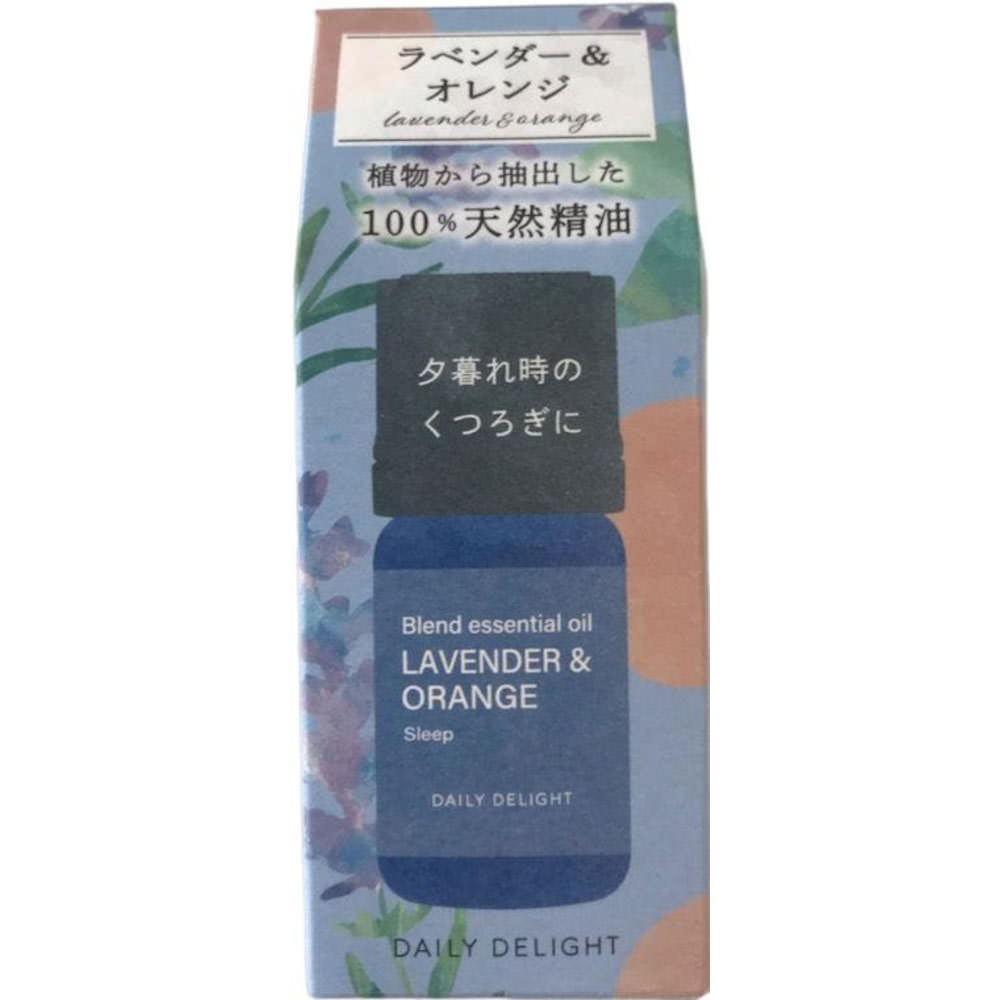 ラベンダー&
オレンジ
lavender & orange
植物から抽出した
100%天然精油
夕暮れ時の
くつろぎに
Blend essential oil
LAVENDER &
ORANGE
Sleep
DAILY DELIGHT
DAILY DELIGHT